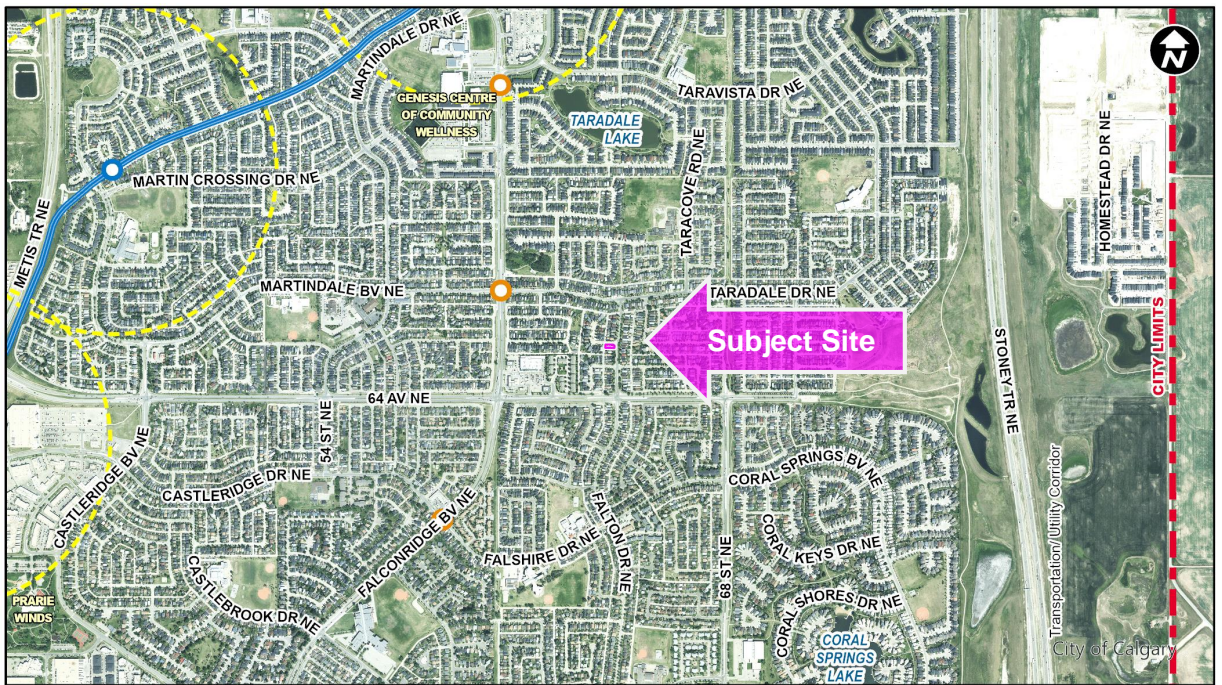 MARTINDALE DR NE
N
GENESIS CENTRE
OF COMMUNITY
WELLNESS
TARAVISTA DR NE
TARADALE
LAKE
HOMESTEAD DR NE
MARTIN CROSSING DR NE
TARACOVE RD NE
METIS TR NE
MARTINDALE BV NE
TARADALE DR NE
Subject Site
STONEY TR NE
CITY LIMITS
64 AV NE
54 ST NE
CASTLERIDGE BV NE
CASTLERIDGE DR NE
CORAL SPRINGS BV NE
FALCONRIDGE BV NE
FALTON DR NE
FALSHIRE DR NE
CORAL KEYS DR NE
68 ST NE
Transportation/ Utility Corridor
CASTLEBROOK DR NE
PRARIE
WINDS
CORAL SHORES DR NE
CORAL
SPRINGS
LAKE
City of Calgary